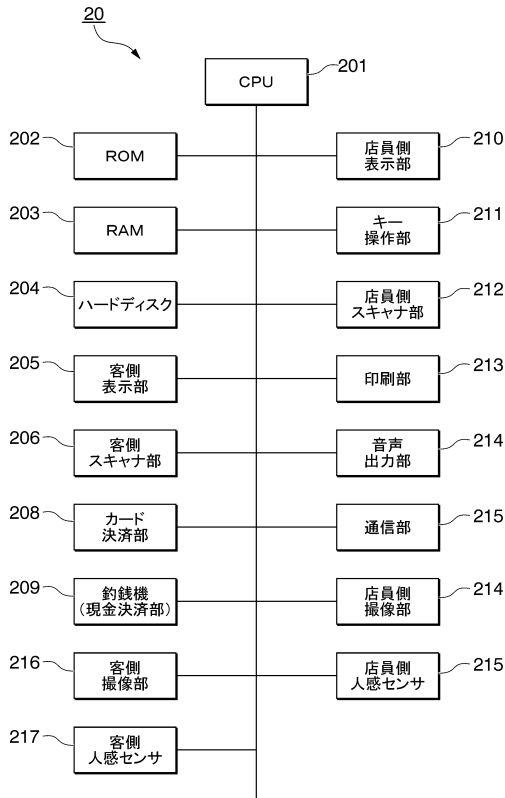 20
CPU
201
202
ROM
店員側
表示部
210
203
RAM
キー
操作部
211
204
ハードディスク
店員側
スキャナ部
212
205
客側
表示部
印刷部
213
206
客側
スキャナ部
音声
出力部
214
208
カード
決済部
通信部
215
209
釣銭機
(現金決済部)
店員側
撮像部
214
216
客側
撮像部
店員側
人感センサ
215
217
客側
人感センサ